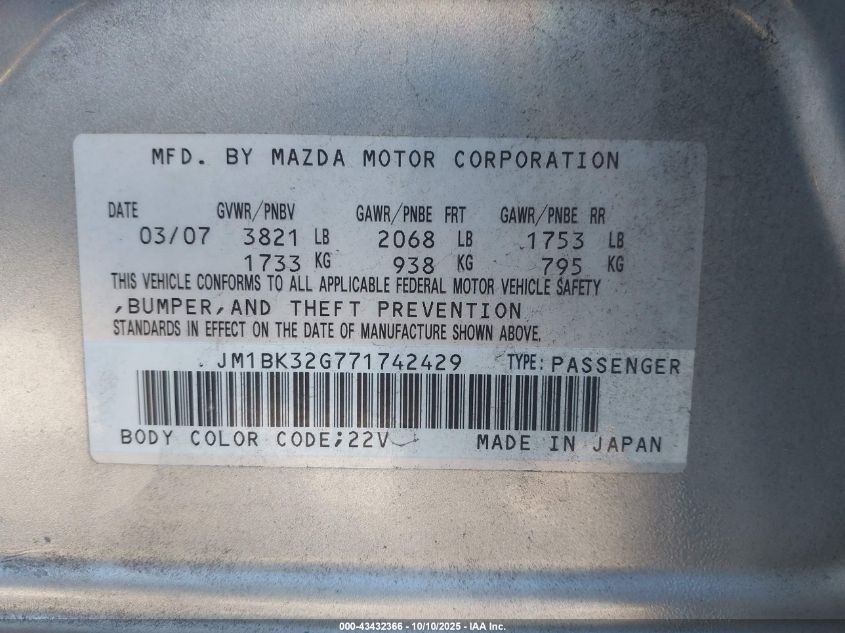 MFD. BY MAZDA MOTOR CORPORATION
DATE GVWR/PNBV GAWR/PNBE FRT GAWR/PNBE RR
03/07 3821 LB 2068 LB 1753 LB
1733 KG 938 KG 795 KG
THIS VEHICLE CONFORMS TO ALL APPLICABLE FEDERAL MOTOR VEHICLE SAFETY
,BUMPER,AND THEFT PREVENTION
STANDARDS IN EFFECT ON THE DATE OF MANUFACTURE SHOWN ABOVE.
JM1BK32G771742429 TYPE: PASSENGER
BODY COLOR CODE;22V MADE IN JAPAN
000-43432366 - 10/10/2025 - IAA Inc.